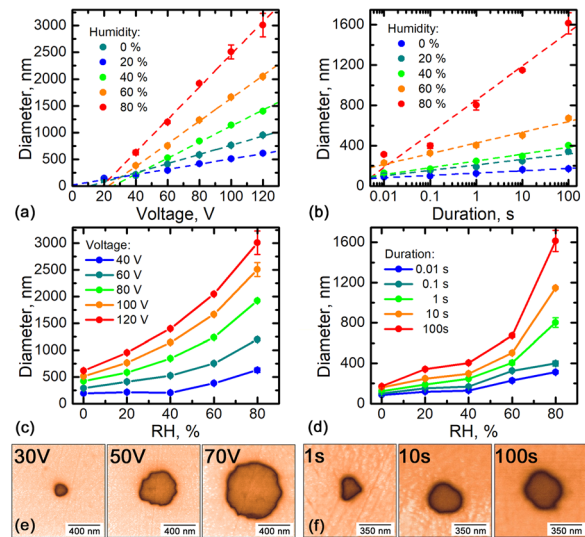 3000
2500
2000
1500
1000
500
0
Diameter, nm
Humidity:
0 %
20 %
40 %
60 %
80 %
0 20 40 60 80 100 120
(a)
Voltage, V
1600
1200
800
400
0
Diameter, nm
Humidity:
0 %
20 %
40 %
60 %
80 %
0.01 0.1 1 10 100
(b)
Duration, s
3000
2500
2000
1500
1000
500
0
Diameter, nm
Voltage:
40 V
60 V
80 V
100 V
120 V
0 20 40 60 80
(c)
RH, %
1600
1200
800
400
0
Diameter, nm
Duration:
0.01 s
0.1 s
1 s
10 s
100s
0 20 40 60 80
(d)
RH, %
30V
50V
70V
(e)
400 nm
400 nm
400 nm
1s
10s
100s
(f)
350 nm
350 nm
350 nm